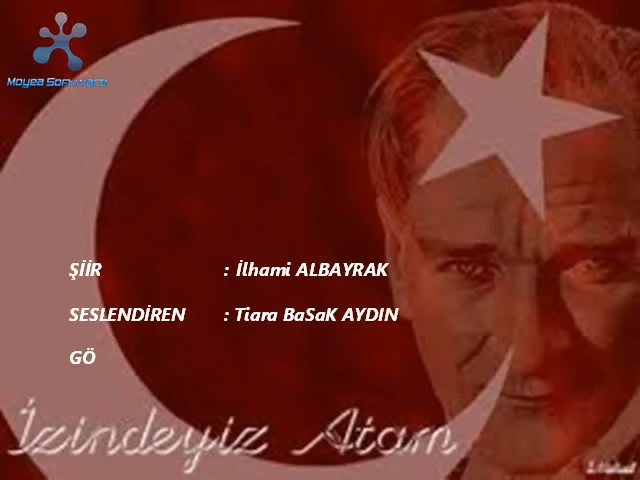 Moyea Software
ŞİİR : İlhami ALBAYRAK
SESLENDİREN : Tiara BaSaK AYDIN
GÖ
İzindeyiz Atam